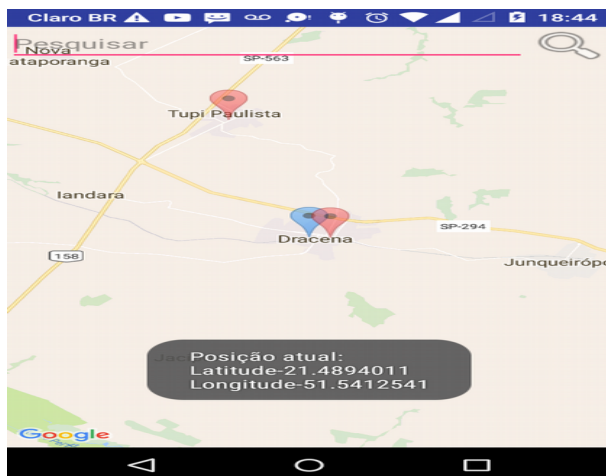 Claro BR
18:44
Pesquisar
Nova
ataporanga
SP-563
Tupi Paulista
Iandara
SP-294
Dracena
158
Junqueiróp
Posição atual:
Latitude-21.4894011
Longitude-51.5412541
Google